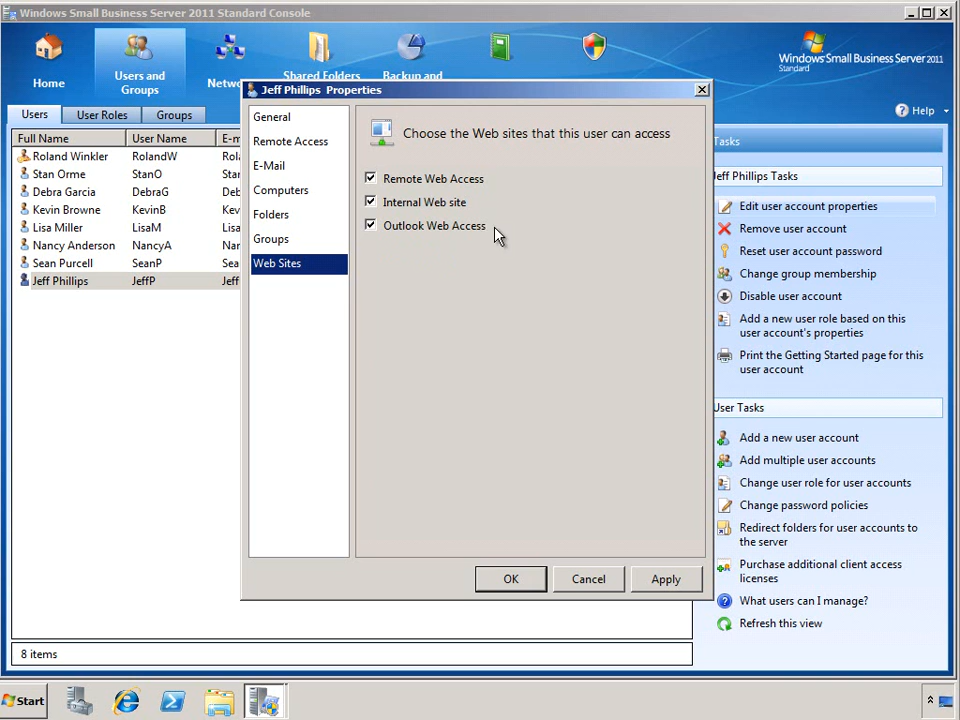 Windows Small Business Server 2011 Standard Console
Home
Users and
Groups
Netw
Shared Folders
Backup and
Windows Small Business Server 2011
Standard
Users
User Roles
Groups
Help
Full Name
User Name
E-m
Roland Winkler
RolandW
Rola
Stan Orme
StanO
Stan
Debra Garcia
DebraG
Debr
Kevin Browne
KevinB
Kevi
Lisa Miller
LisaM
LisaM
Nancy Anderson
NancyA
Nanc
Sean Purcell
SeanP
Sea
Jeff Phillips
JeffP
Jeff
8 items
Jeff Phillips Properties
General
Remote Access
E-Mail
Computers
Folders
Groups
Web Sites
Choose the Web sites that this user can access
Remote Web Access
Internal Web site
Outlook Web Access
OK
Cancel
Apply
Tasks
Jeff Phillips Tasks
Edit user account properties
Remove user account
Reset user account password
Change group membership
Disable user account
Add a new user role based on this
user account's properties
Print the Getting Started page for this
user account
User Tasks
Add a new user account
Add multiple user accounts
Change user role for user accounts
Change password policies
Redirect folders for user accounts to
the server
Purchase additional client access
licenses
What users can I manage?
Refresh this view
Start